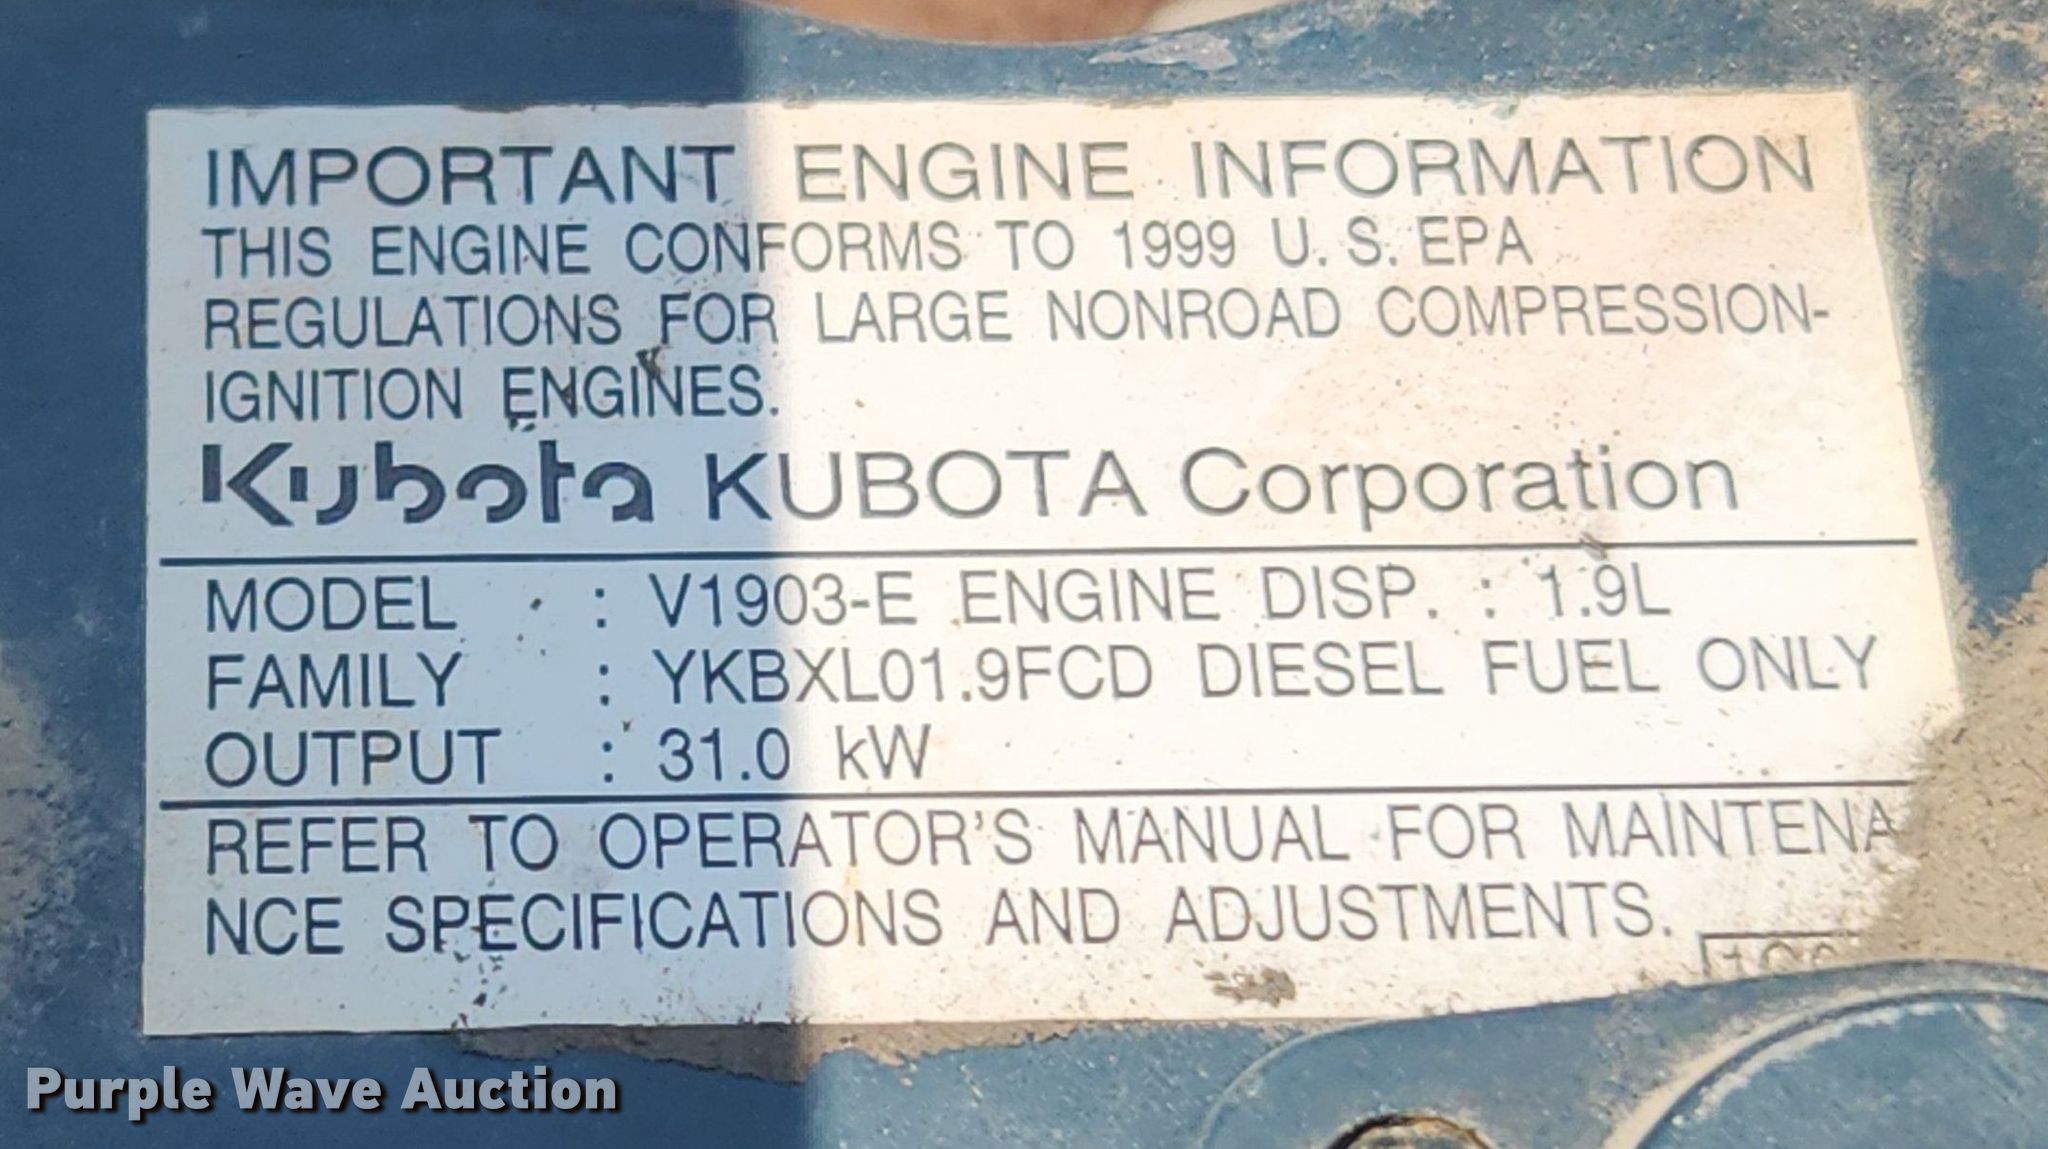 IMPORTANT ENGINE INFORMATION
THIS ENGINE CONFORMS TO 1999 U. S. EPA
REGULATIONS FOR LARGE NONROAD COMPRESSION-
IGNITION ENGINES.
Kubota KUBOTA Corporation
MODEL : V1903-E ENGINE DISP. : 1.9L
FAMILY : YKBXL01.9FCD DIESEL FUEL ONLY
OUTPUT : 31.0 kW
REFER TO OPERATOR'S MANUAL FOR MAINTENA
NCE SPECIFICATIONS AND ADJUSTMENTS.
Purple Wave Auction